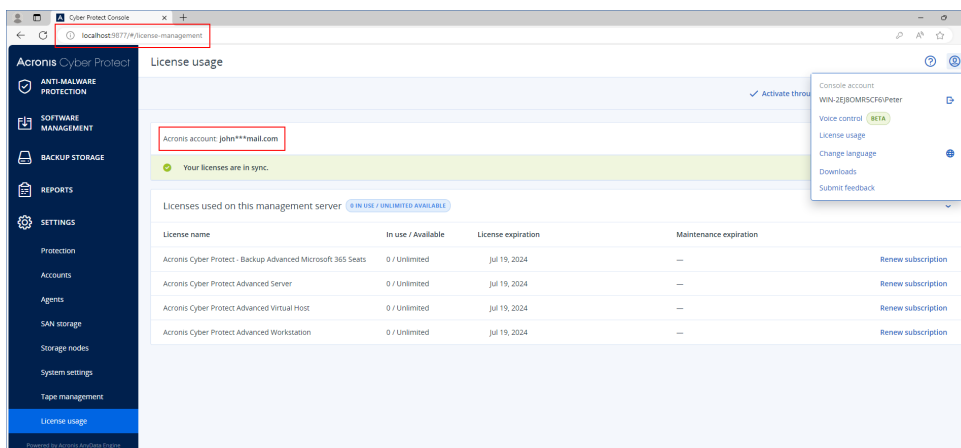 Cyber Protect Console
localhost:9877/#/license-management
Acronis Cyber Protect
License usage
ANTI-MALWARE
PROTECTION
SOFTWARE
MANAGEMENT
BACKUP STORAGE
REPORTS
SETTINGS
Protection
Accounts
Agents
SAN storage
Storage nodes
System settings
Tape management
License usage
Powered by Acronis AnyData Engine
Activate throu
Console account
WIN-2EJ8OMR5CF6\Peter
Voice control BETA
License usage
Change language
Downloads
Submit feedback
Acronis account: john***mail.com
Your licenses are in sync.
Licenses used on this management server 0 IN USE / UNLIMITED AVAILABLE
License name In use / Available License expiration Maintenance expiration
Acronis Cyber Protect - Backup Advanced Microsoft 365 Seats 0 / Unlimited Jul 19, 2024 — Renew subscription
Acronis Cyber Protect Advanced Server 0 / Unlimited Jul 19, 2024 — Renew subscription
Acronis Cyber Protect Advanced Virtual Host 0 / Unlimited Jul 19, 2024 — Renew subscription
Acronis Cyber Protect Advanced Workstation 0 / Unlimited Jul 19, 2024 — Renew subscription